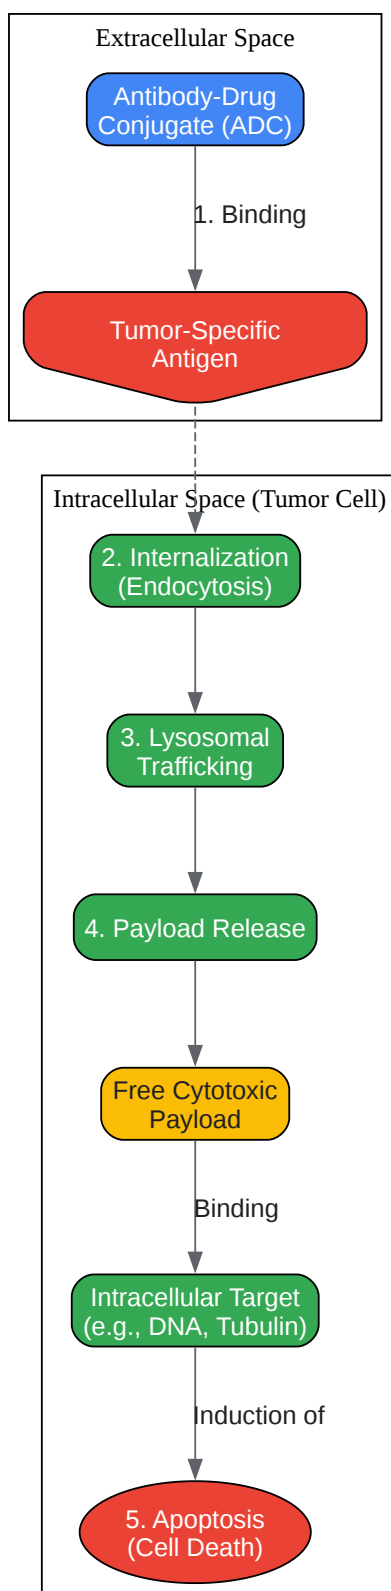 Extracellular Space
Antibody-Drug
Conjugate (ADC)
1. Binding
Tumor-Specific
Antigen
Intracellular Space (Tumor Cell)
2. Internalization
(Endocytosis)
3. Lysosomal
Trafficking
4. Payload Release
Free Cytotoxic
Payload
Binding
Intracellular Target
(e.g., DNA, Tubulin)
Induction of
5. Apoptosis
(Cell Death)